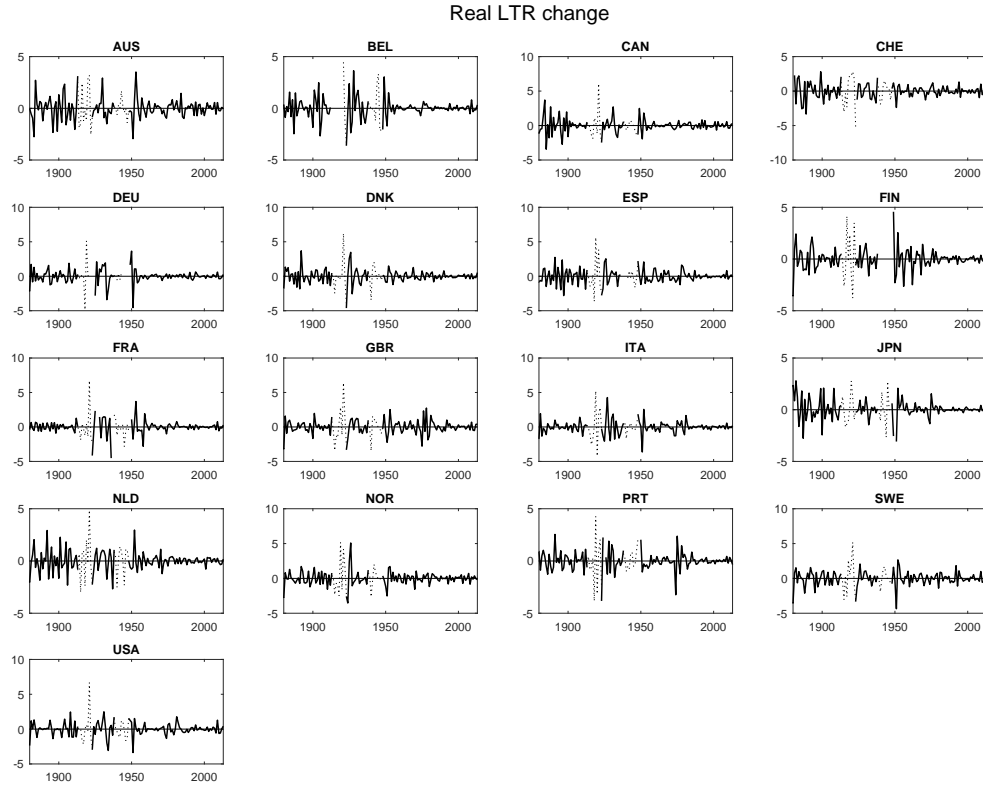 Real LTR change
AUS BEL CAN CHE
5 5 10 5
0 0 5 0
0 -5
-5 -5 -5 -10
1900 1950 2000 1900 1950 2000 1900 1950 2000 1900 1950 2000
DEU DNK ESP FIN
10 10 10 5
5 5 5
0 0 0 0
-5 -5 -5 -5
1900 1950 2000 1900 1950 2000 1900 1950 2000 1900 1950 2000
FRA GBR ITA JPN
10 10 10 5
5 5 5
0 0 0 0
-5 -5 -5 -5
1900 1950 2000 1900 1950 2000 1900 1950 2000 1900 1950 2000
NLD NOR PRT SWE
5 10 5 10
5 5
0 0 0 0
-5 -5 -5 -5
1900 1950 2000 1900 1950 2000 1900 1950 2000 1900 1950 2000
USA
10
5
0
-5
1900 1950 2000